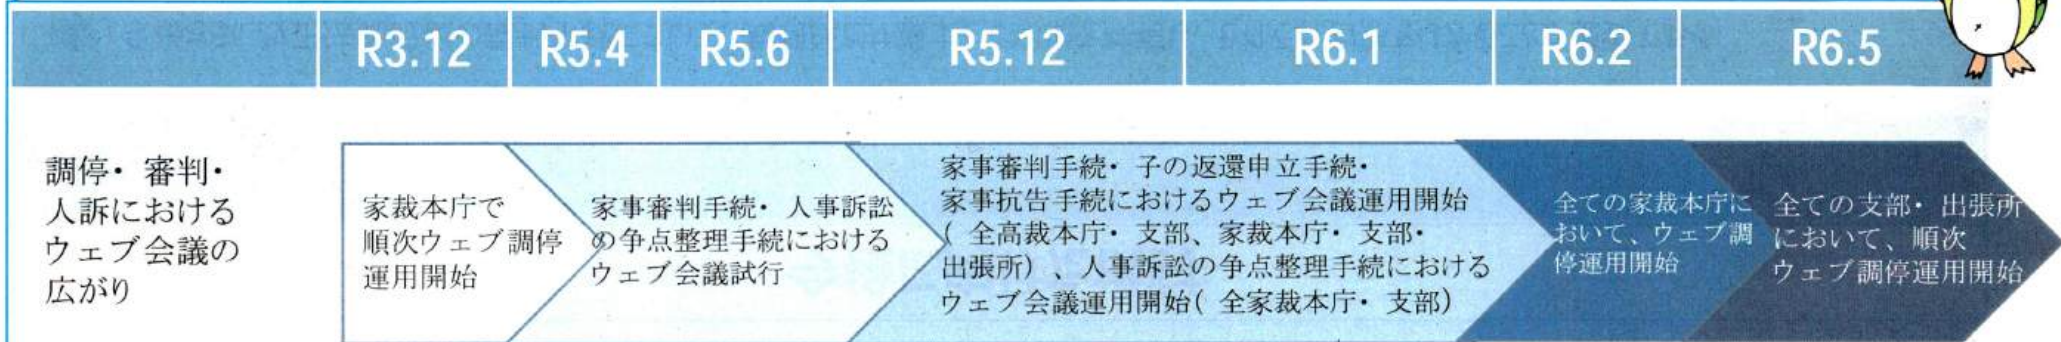 R3.12 R5.4 R5.6 R5.12 R6.1 R6.2 R6.5
調停・審判・
人訴における
ウェブ会議の
広がり
家裁本庁で
順次ウェブ調停
運用開始
家事審判手続・人事訴訟
の争点整理手続における
ウェブ会議試行
家事審判手続・子の返還申立手続・
家事抗告手続におけるウェブ会議運用開始
(全高裁本庁・支部、家裁本庁・支部・
出張所)、人事訴訟の争点整理手続における
ウェブ会議運用開始(全家裁本庁・支部)
全ての家裁本庁に
おいて、ウェブ調
停運用開始
全ての支部・出張所
において、順次
ウェブ調停運用開始